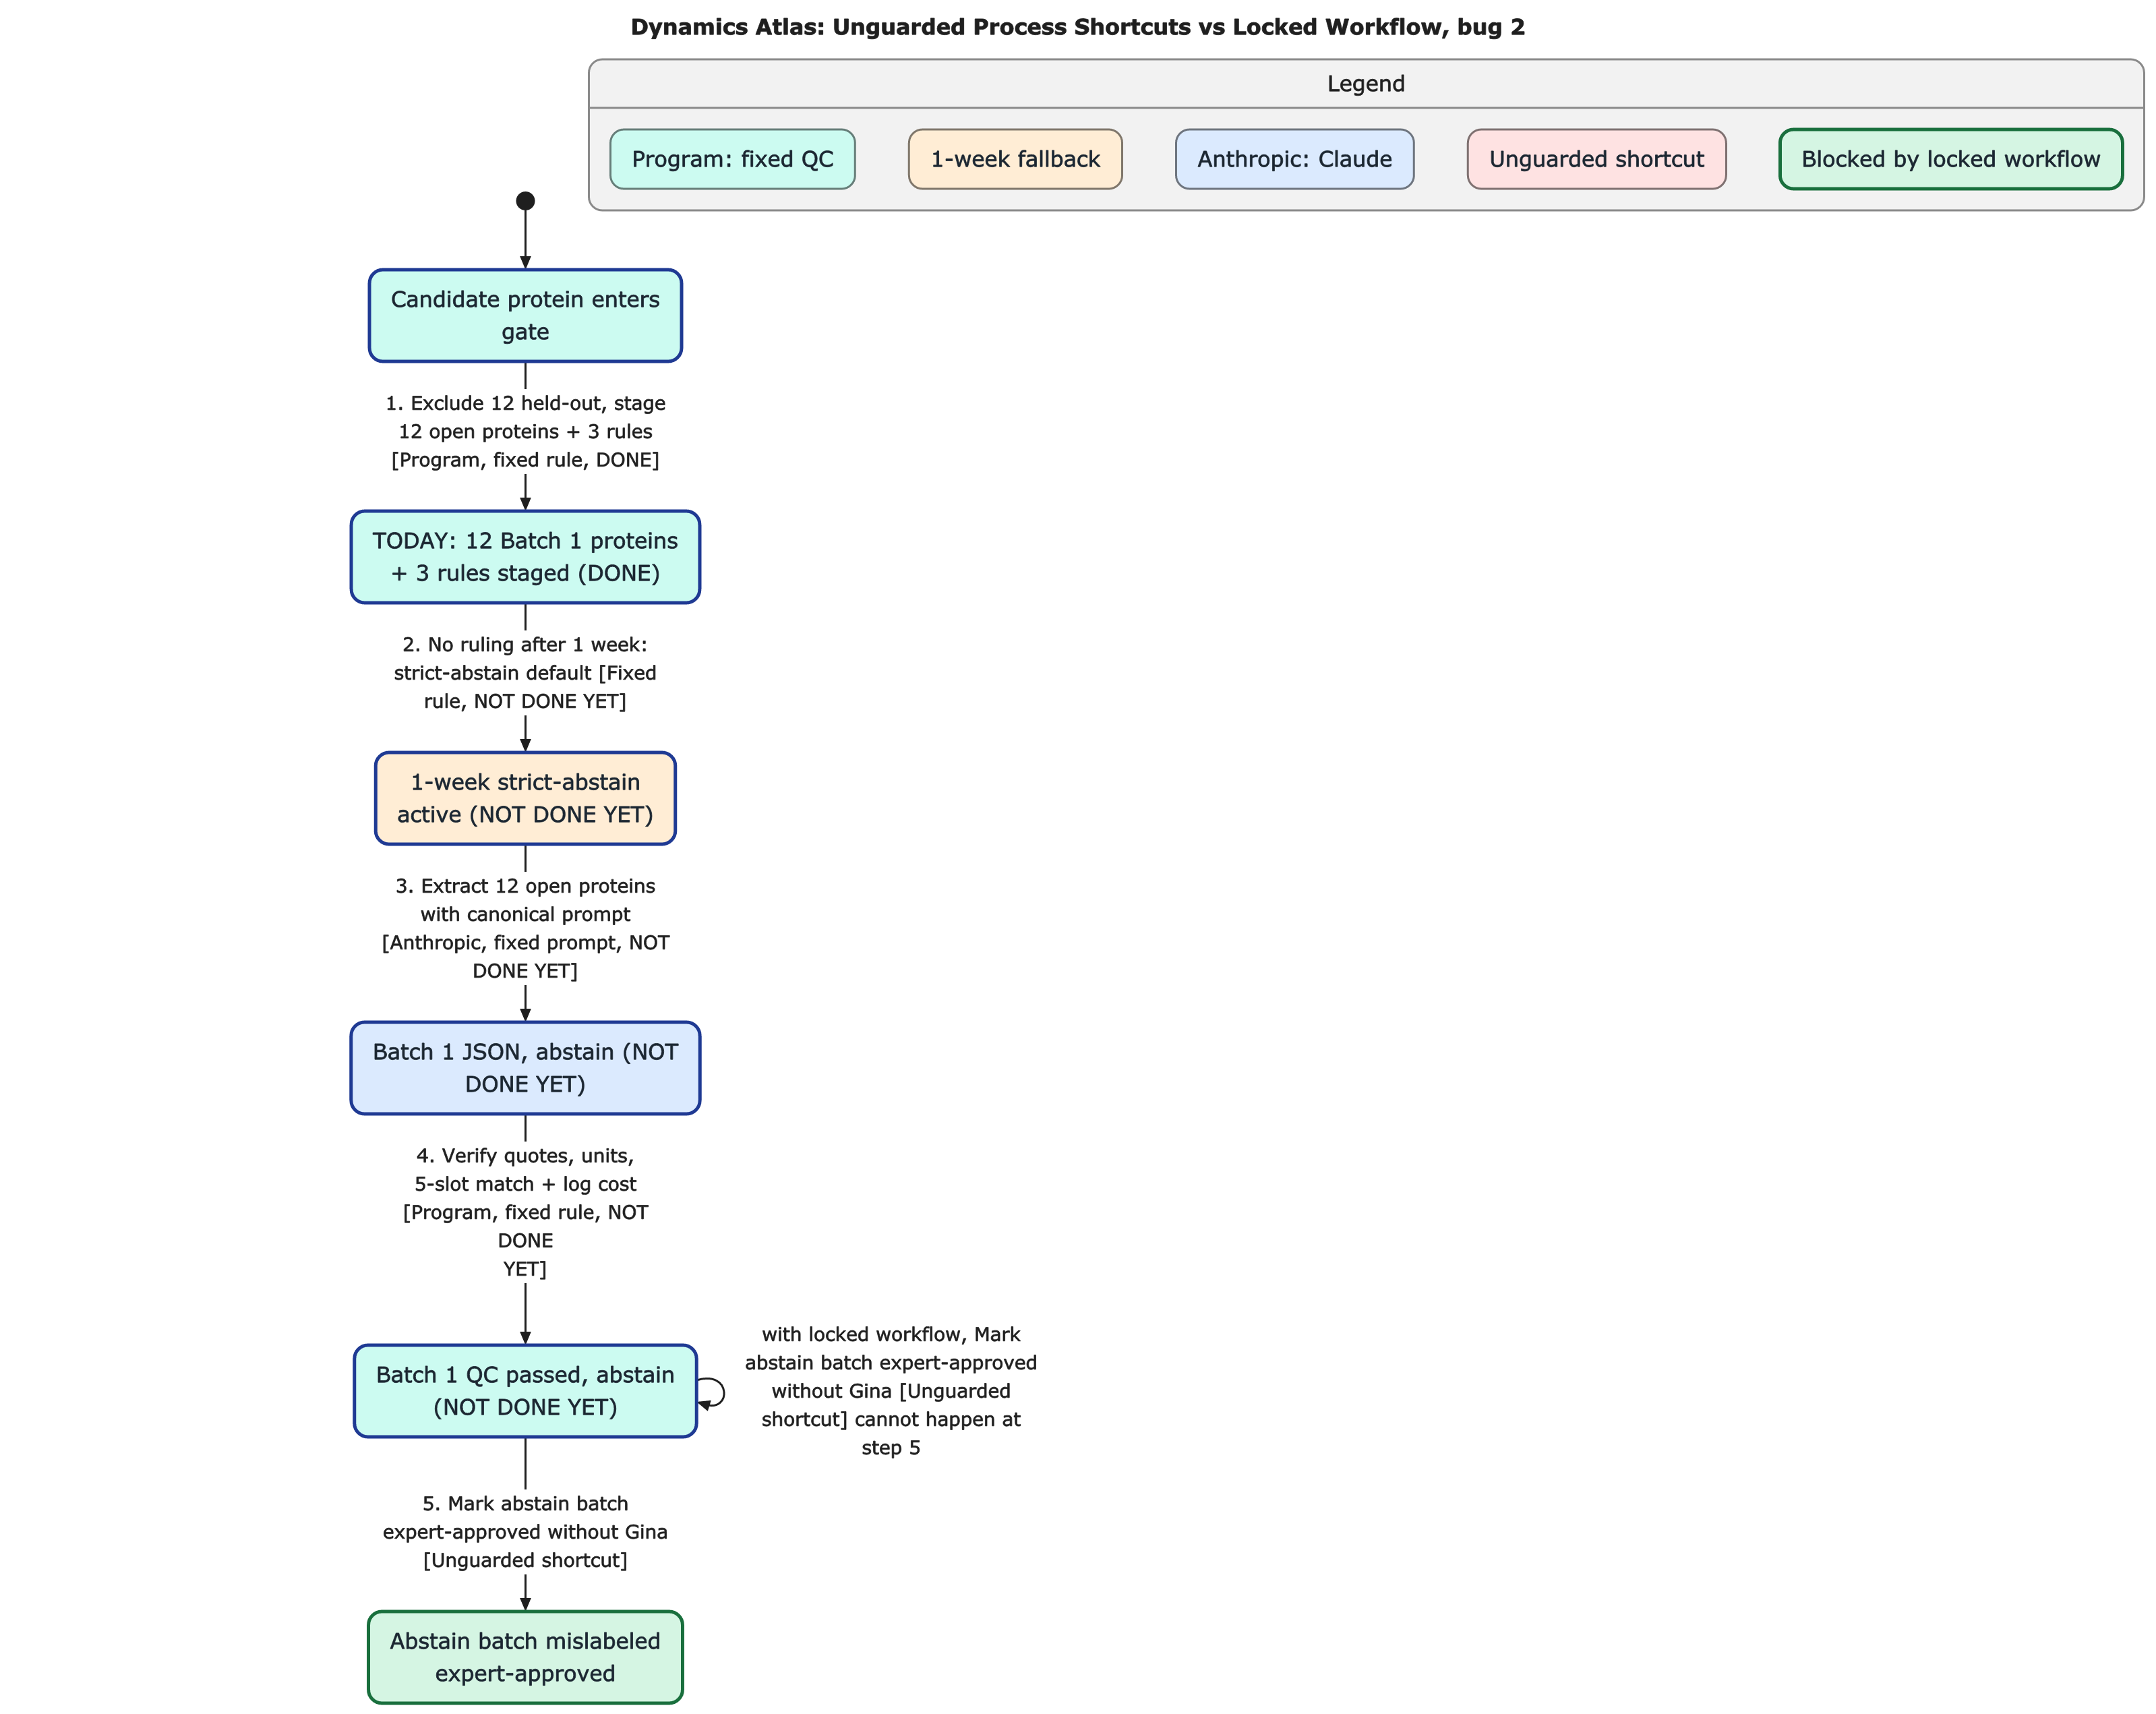 Dynamics Atlas: Unguarded Process Shortcuts vs Locked Workflow, bug 2
Legend
Program: fixed QC
1-week fallback
Anthropic: Claude
Unguarded shortcut
Blocked by locked workflow
Candidate protein enters
gate
1. Exclude 12 held-out, stage
12 open proteins + 3 rules
[Program, fixed rule, DONE]
TODAY: 12 Batch 1 proteins
+ 3 rules staged (DONE)
2. No ruling after 1 week:
strict-abstain default [Fixed
rule, NOT DONE YET]
1-week strict-abstain
active (NOT DONE YET)
3. Extract 12 open proteins
with canonical prompt
[Anthropic, fixed prompt, NOT
DONE YET]
Batch 1 JSON, abstain (NOT
DONE YET)
4. Verify quotes, units,
5-slot match + log cost
[Program, fixed rule, NOT
DONE
YET]
Batch 1 QC passed, abstain
(NOT DONE YET)
with locked workflow, Mark
abstain batch expert-approved
without Gina [Unguarded
shortcut] cannot happen at
step 5
5. Mark abstain batch
expert-approved without Gina
[Unguarded shortcut]
Abstain batch mislabeled
expert-approved